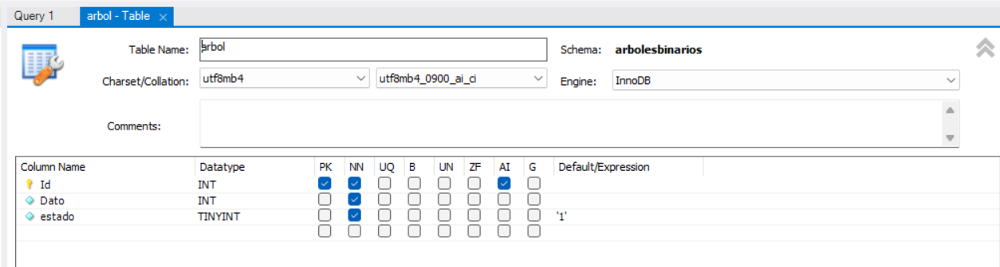 Query 1 arbol - Table ×
Table Name: arbol Schema: arbolesbinarios
Charset/Collation: utf8mb4 utf8mb4_0900_ai_ci Engine: InnoDB
Comments:
Column Name Datatype PK NN UQ B UN ZF AI G Default/Expression
Id INT
Dato INT
estado TINYINT '1'